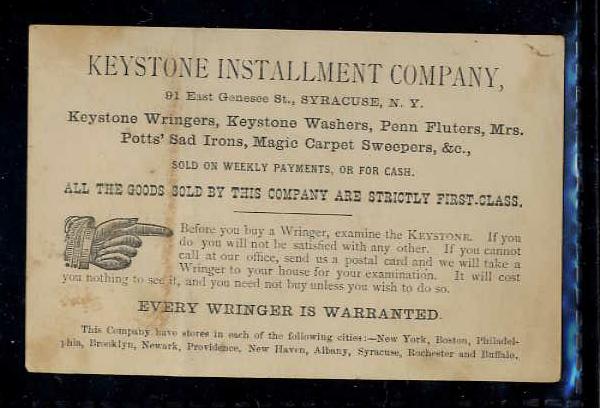 KEYSTONE INSTALLMENT COMPANY,
91 East Genesee St., SYRACUSE, N. Y.
Keystone Wringers, Keystone Washers, Penn Fluters, Mrs.
Potts' Sad Irons, Magic Carpet Sweepers, &c.,
SOLD ON WEEKLY PAYMENTS, OR FOR CASH.
ALL THE GOODS SOLD BY THIS COMPANY ARE STRICTLY FIRST-CLASS.
Before you buy a Wringer, examine the KEYSTONE. If you
do you will not be satisfied with any other. If you cannot
call at our office, send us a postal card and we will take a
Wringer to your house for your examination. It will cost
you nothing to see it, and you need not buy unless you wish to do so.
EVERY WRINGER IS WARRANTED.
This Company have stores in each of the following cities:—New York, Boston, Philadel-
phia, Brooklyn, Newark, Providence, New Haven, Albany, Syracuse, Rochester and Buffalo.